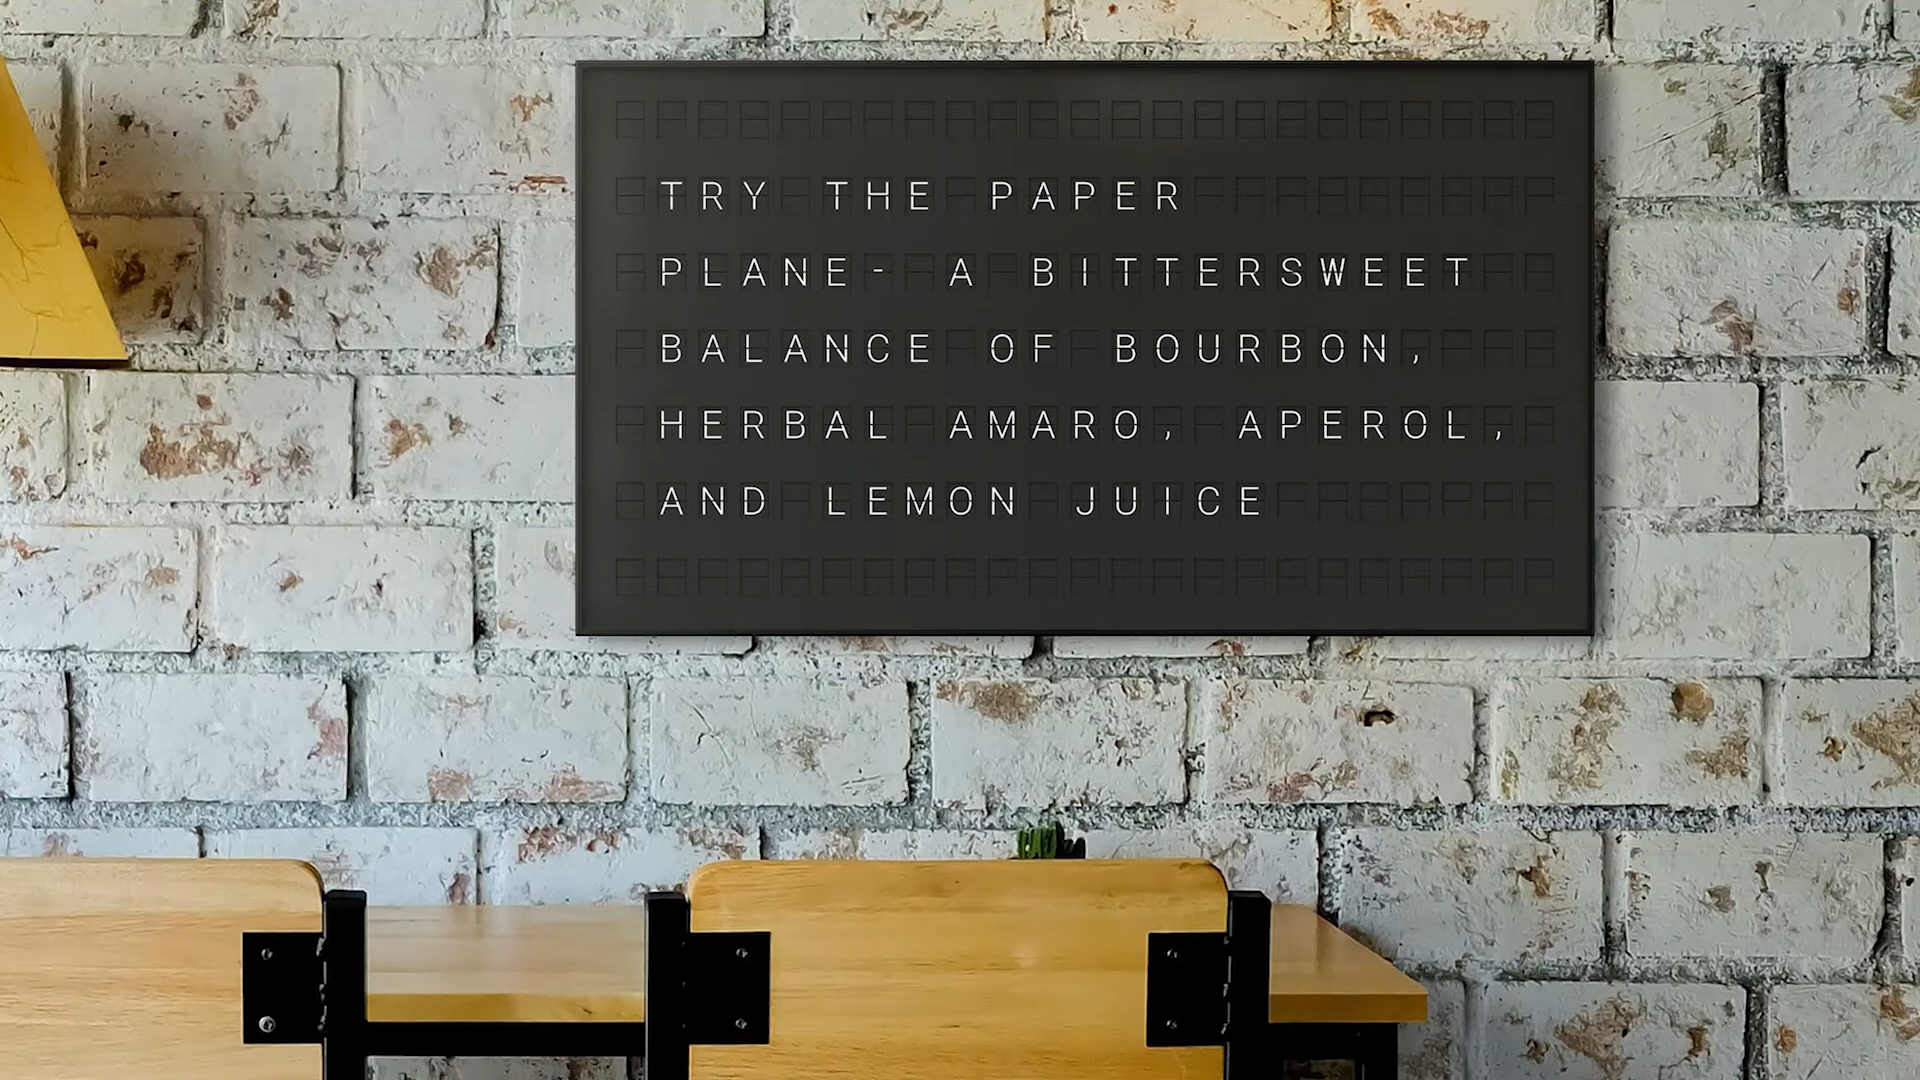 TRY THE PAPER
PLANE- A BITTERSWEET
BALANCE OF BOURBON,
HERBAL AMARO, APEROL,
AND LEMON JUICE